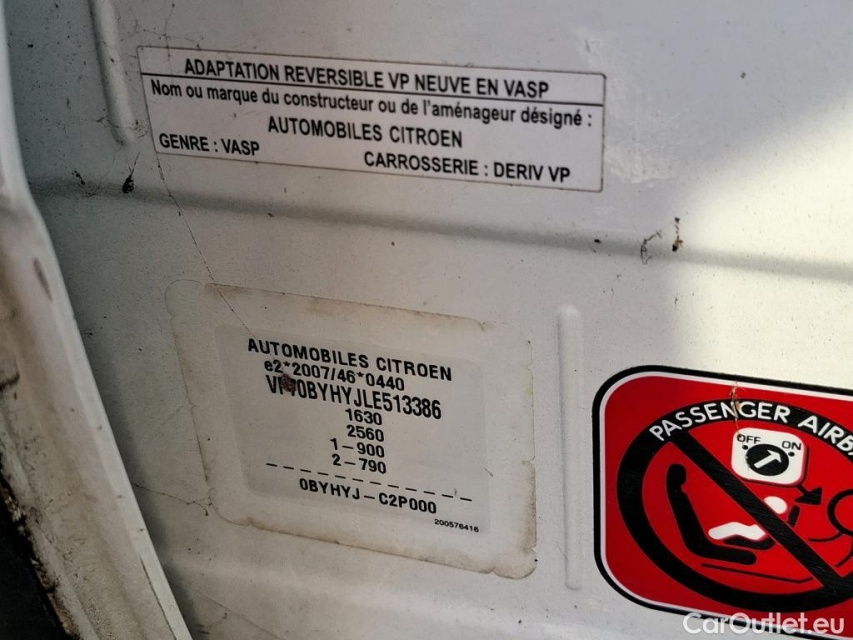 ADAPTATION REVERSIBLE VP NEUVE EN VASP
Nom ou marque du constructeur ou de l'aménageur désigné :
AUTOMOBILES CITROEN
GENRE : VASP
CARROSSERIE : DERIV VP
AUTOMOBILES CITROEN
e2*2007/46*0440
1630
2560
1-900
2-790
0BYHYJ-C2P000
200576416
PASSENGER
OFF ON
CarOutlet.eu